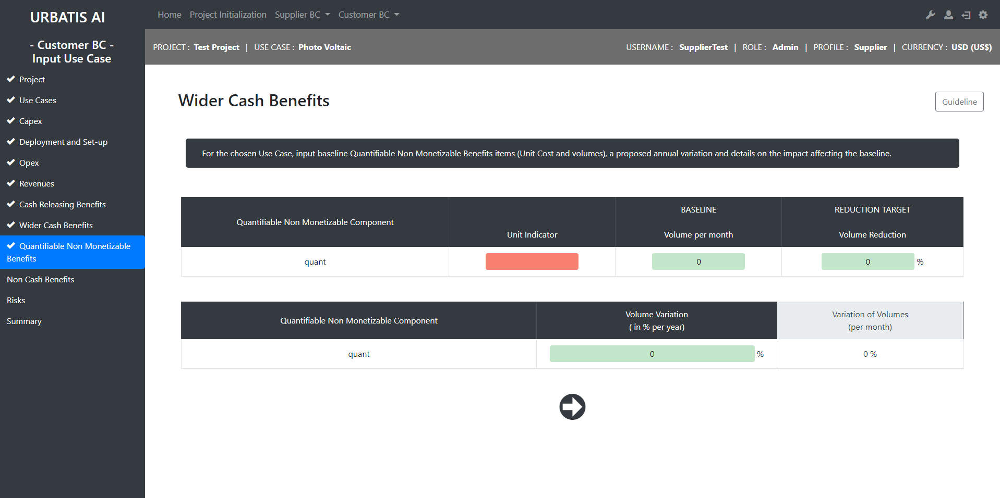 URBATIS AI
Home Project Initialization Supplier BC Customer BC
- Customer BC -
Input Use Case
PROJECT : Test Project | USE CASE : Photo Voltaic
USERNAME : SupplierTest | ROLE : Admin | PROFILE : Supplier | CURRENCY : USD (US$)
Project
Use Cases
Capex
Deployment and Set-up
Opex
Revenues
Cash Releasing Benefits
Wider Cash Benefits
Quantifiable Non Monetizable
Benefits
Non Cash Benefits
Risks
Summary
Wider Cash Benefits
Guideline
For the chosen Use Case, input baseline Quantifiable Non Monetizable Benefits items (Unit Cost and volumes), a proposed annual variation and details on the impact affecting the baseline.
BASELINE REDUCTION TARGET
Quantifiable Non Monetizable Component
Unit Indicator Volume per month Volume Reduction
quant 0 0 %
Quantifiable Non Monetizable Component
Volume Variation
( in % per year)
Variation of Volumes
(per month)
quant 0 % 0 %